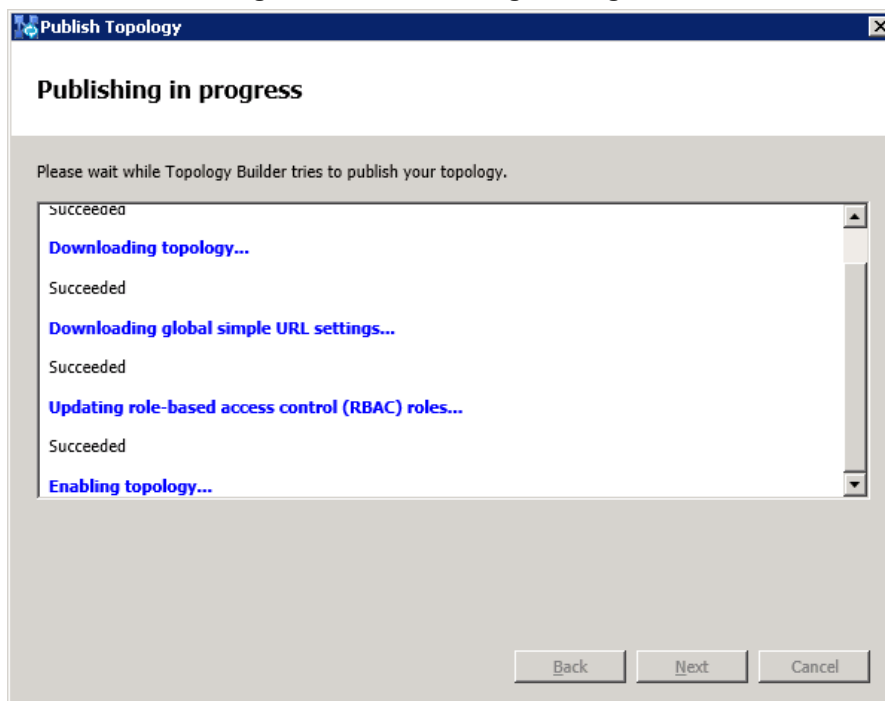 Publish Topology
Publishing in progress
Please wait while Topology Builder tries to publish your topology.
Succeeded
Downloading topology...
Succeeded
Downloading global simple URL settings...
Succeeded
Updating role-based access control (RBAC) roles...
Succeeded
Enabling topology...
Back Next Cancel